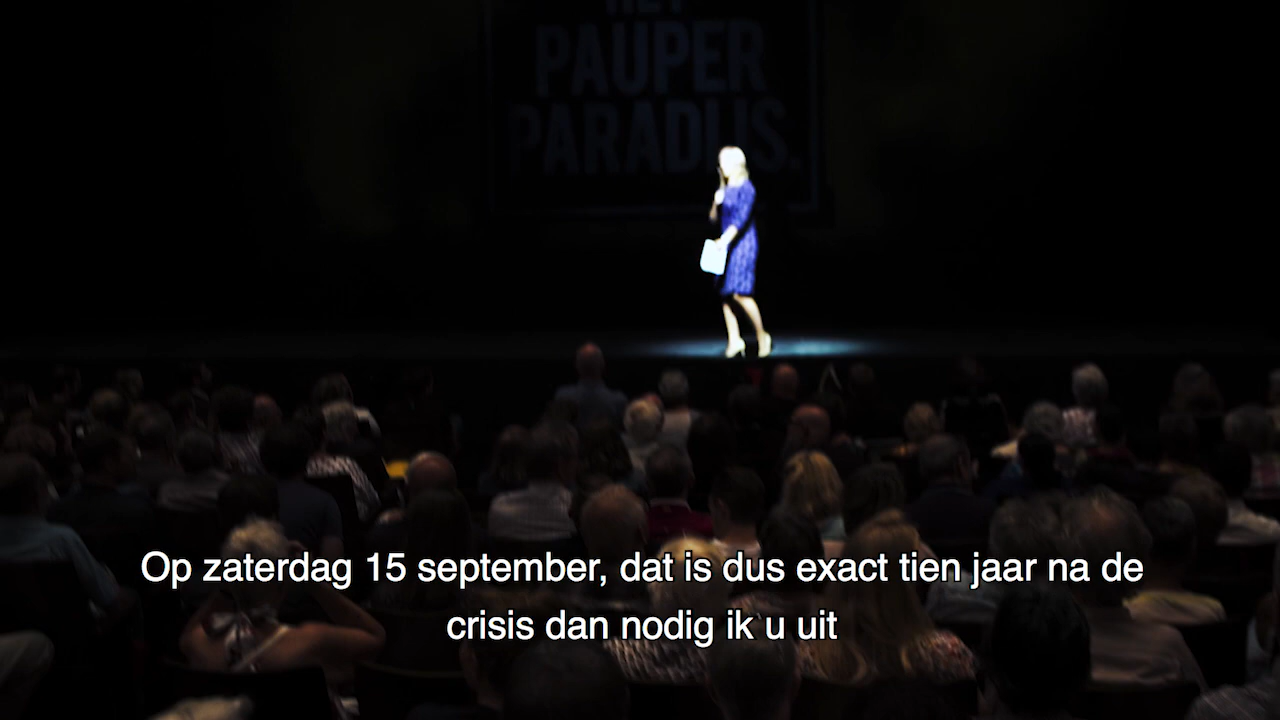 HET
PAUPER
PARADIJS.
Op zaterdag 15 september, dat is dus exact tien jaar na de
crisis dan nodig ik u uit